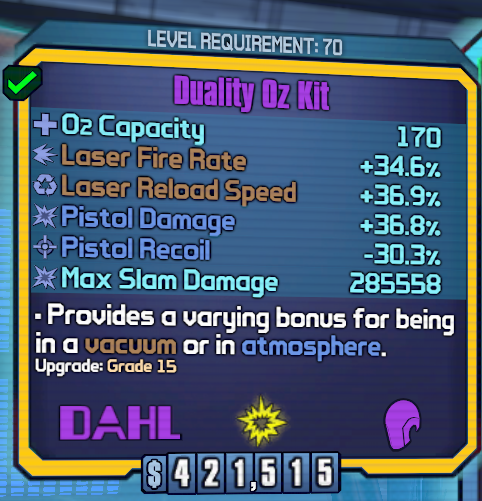 LEVEL REQUIREMENT: 70
Duality Oz Kit
O2 Capacity 170
Laser Fire Rate +34.6%
Laser Reload Speed +36.9%
Pistol Damage +36.8%
Pistol Recoil -30.3%
Max Slam Damage 285558
• Provides a varying bonus for being
in a vacuum or in atmosphere.
Upgrade: Grade 15
DAHL
$421,515